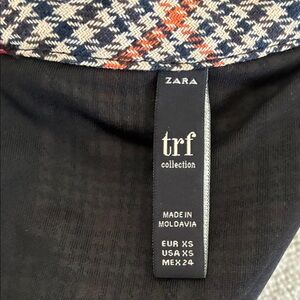 ZARA
trf
collection
MADE IN
MOLDAVIA
EUR XS
USA XS
MEX 24